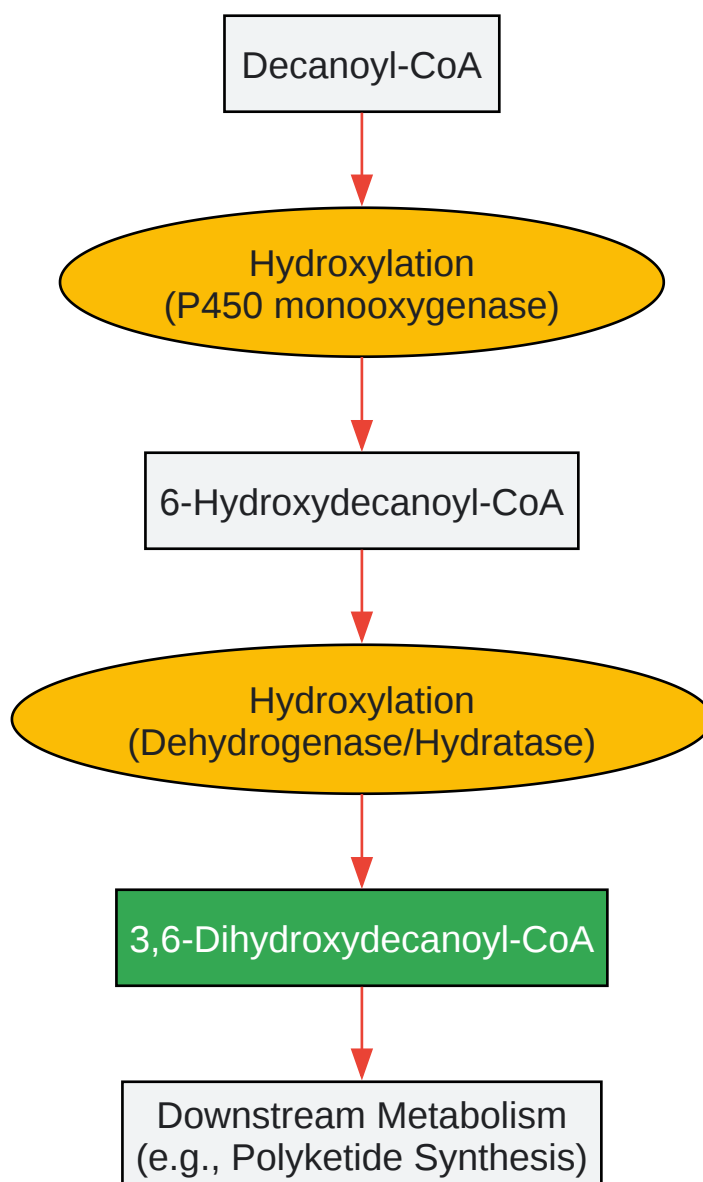 Decanoyl-CoA
Hydroxylation
(P450 monooxygenase)
6-Hydroxydecanoyl-CoA
Hydroxylation
(Dehydrogenase/Hydratase)
3,6-Dihydroxydecanoyl-CoA
Downstream Metabolism
(e.g., Polyketide Synthesis)